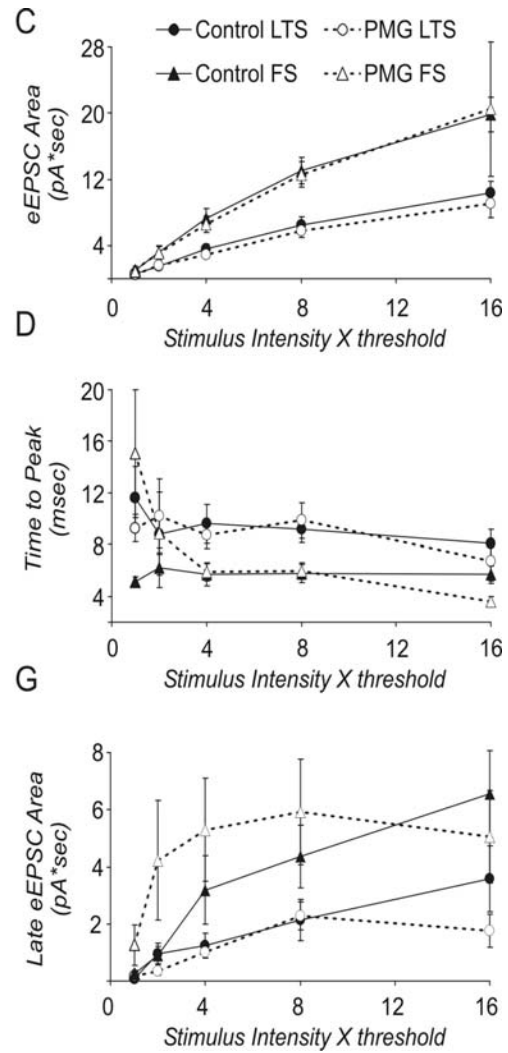 C
Control LTS PMG LTS
Control FS PMG FS
eEPSC Area
(pA*sec)
28
20
12
4
0 4 8 12 16
Stimulus Intensity X threshold
D
Time to Peak
(msec)
20
16
12
8
4
0 4 8 12 16
Stimulus Intensity X threshold
G
Late eEPSC Area
(pA*sec)
8
6
4
2
0 4 8 12 16
Stimulus Intensity X threshold